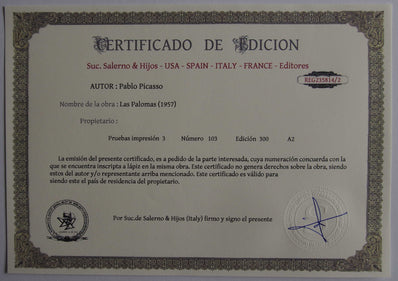 CERTIFICADO DE EDICION
Suc. Salerno & Hijos - USA - SPAIN - ITALY - FRANCE - Editores
REG235814/2
AUTOR : Pablo Picasso
Nombre de la obra : Las Palomas (1957)
Propietario :
Pruebas impresión 3 Número 103 Edición 300 A2
La emisión del presente certificado, es a pedido de la parte interesada, cuya numeración concuerda con la
que se encuentra inscripta a lápiz en la misma obra. Este certificado no genera derechos sobre la obra, siendo
estos del autor y/o representante arriba mencionado. Este certificado es válido para
siendo este el país de residencia del propietario.
Por Suc.de Salerno & Hijos (Italy) firmo y signo el presente